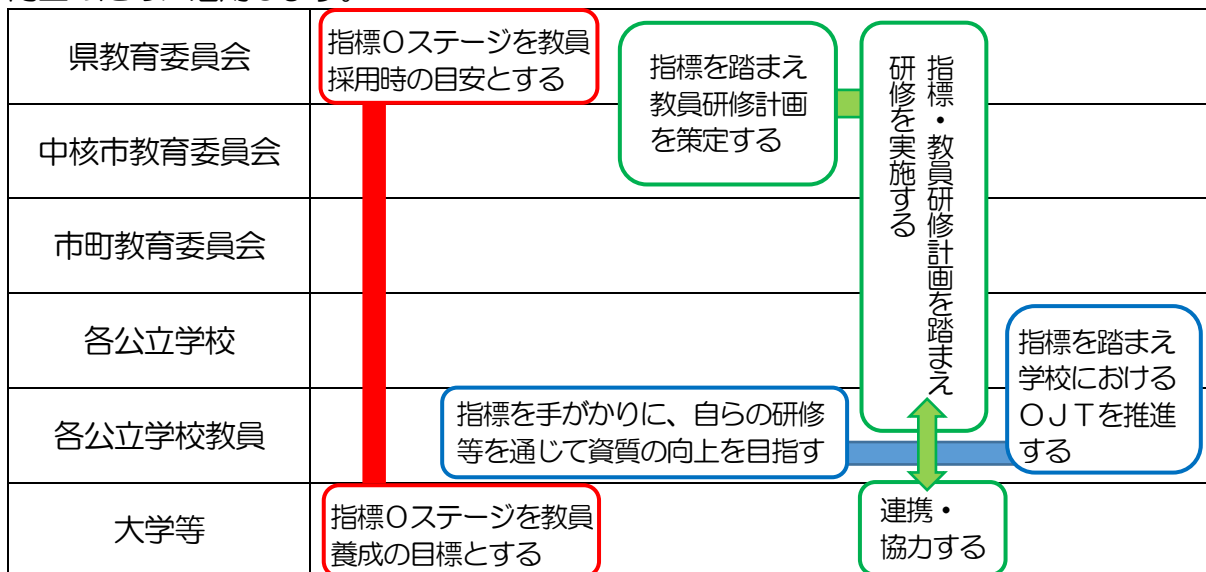 県教育委員会
指標０ステージを教員
採用時の目安とする
指標を踏まえ
教員研修計画
を策定する
指標・教員研修計画を踏まえ
研修を実施する
中核市教育委員会
市町教育委員会
各公立学校
指標を踏まえ
学校における
ＯＪＴを推進
する
各公立学校教員
指標を手がかりに、自らの研修
等を通じて資質の向上を目指す
大学等
指標０ステージを教員
養成の目標とする
連携・
協力する